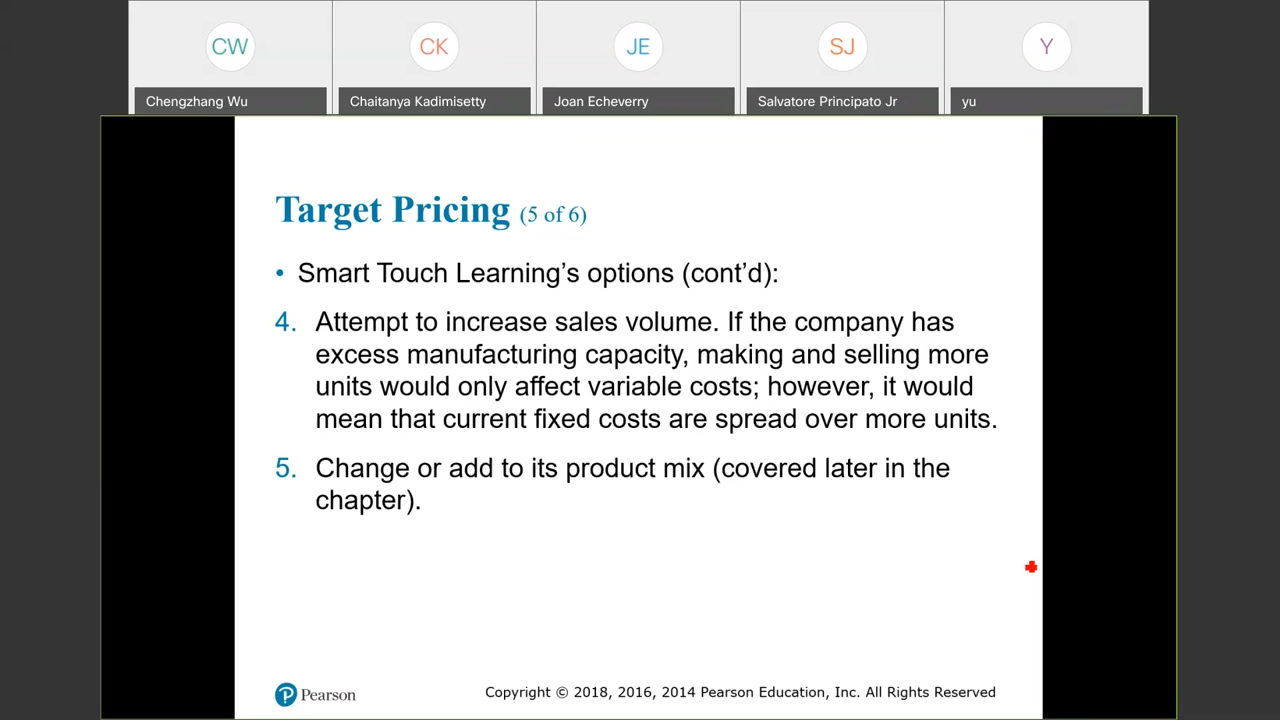 CW
CK
JE
SJ
Y
Chengzhang Wu
Chaitanya Kadimisetty
Joan Echeverry
Salvatore Principato Jr
yu
Target Pricing (5 of 6)
• Smart Touch Learning’s options (cont’d):
4. Attempt to increase sales volume. If the company has
excess manufacturing capacity, making and selling more
units would only affect variable costs; however, it would
mean that current fixed costs are spread over more units.
5. Change or add to its product mix (covered later in the
chapter).
P Pearson
Copyright © 2018, 2016, 2014 Pearson Education, Inc. All Rights Reserved